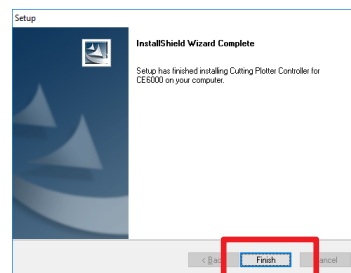 Setup
InstallShield Wizard Complete
Setup has finished installing Cutting Plotter Controller for
CE6000 on your computer.
Finish